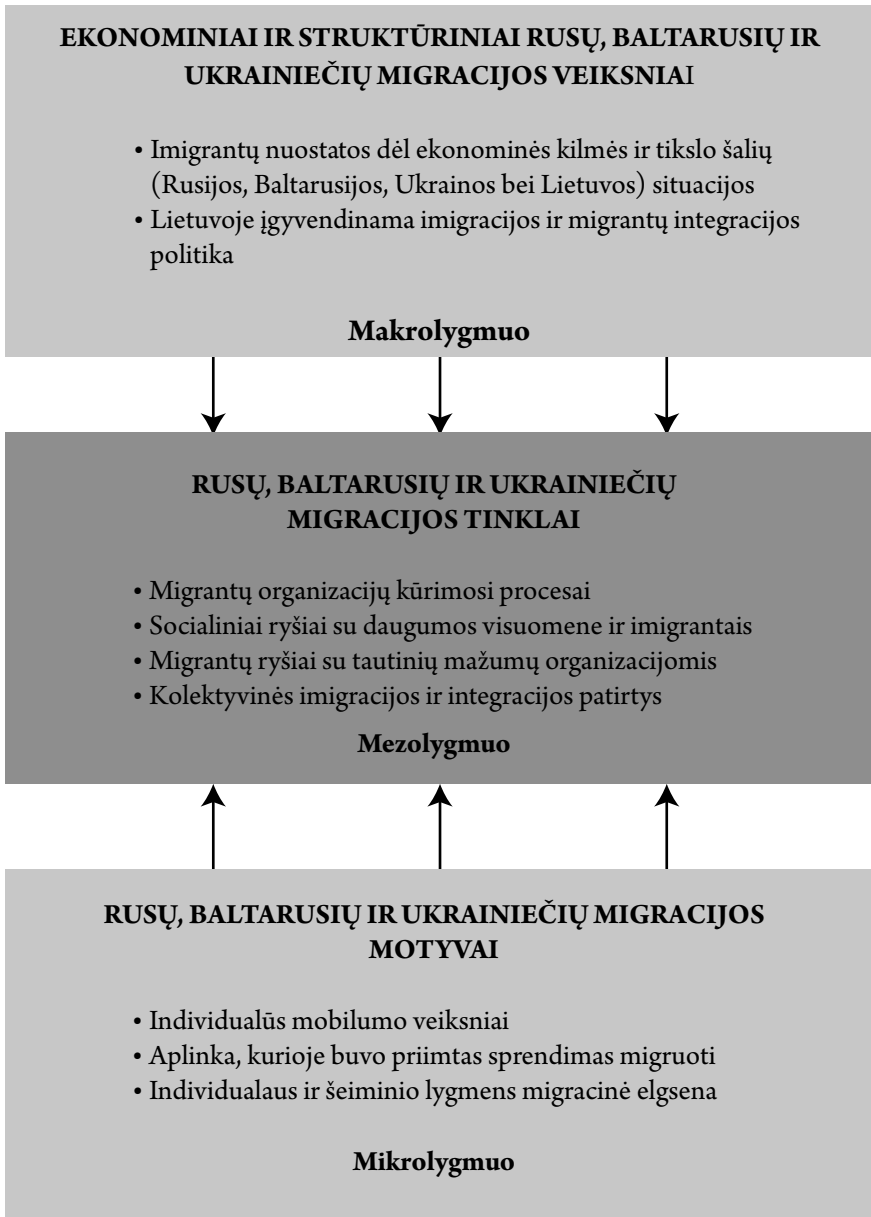 EKONOMINIAI IR STRUKTŪRINIAI RUSŲ, BALTARUSIŲ IR
UKRAINIEČIŲ MIGRACIJOS VEIKSNIAI
• Imigrantų nuostatos dėl ekonominės kilmės ir tikslo šalių
(Rusijos, Baltarusijos, Ukrainos bei Lietuvos) situacijos
• Lietuvoje įgyvendinama imigracijos ir migrantų integracijos
politika
Makrolygmuo
RUSŲ, BALTARUSIŲ IR UKRAINIEČIŲ
MIGRACIJOS TINKLAI
• Migrantų organizacijų kūrimosi procesai
• Socialiniai ryšiai su daugumos visuomene ir imigrantais
• Migrantų ryšiai su tautinių mažumų organizacijomis
• Kolektyvinės imigracijos ir integracijos patirtys
Mezolygmuo
RUSŲ, BALTARUSIŲ IR UKRAINIEČIŲ MIGRACIJOS
MOTYVAI
• Individualūs mobilumo veiksniai
• Aplinka, kurioje buvo priimtas sprendimas migruoti
• Individualaus ir šeiminio lygmens migracinė elgsena
Mikrolygmuo